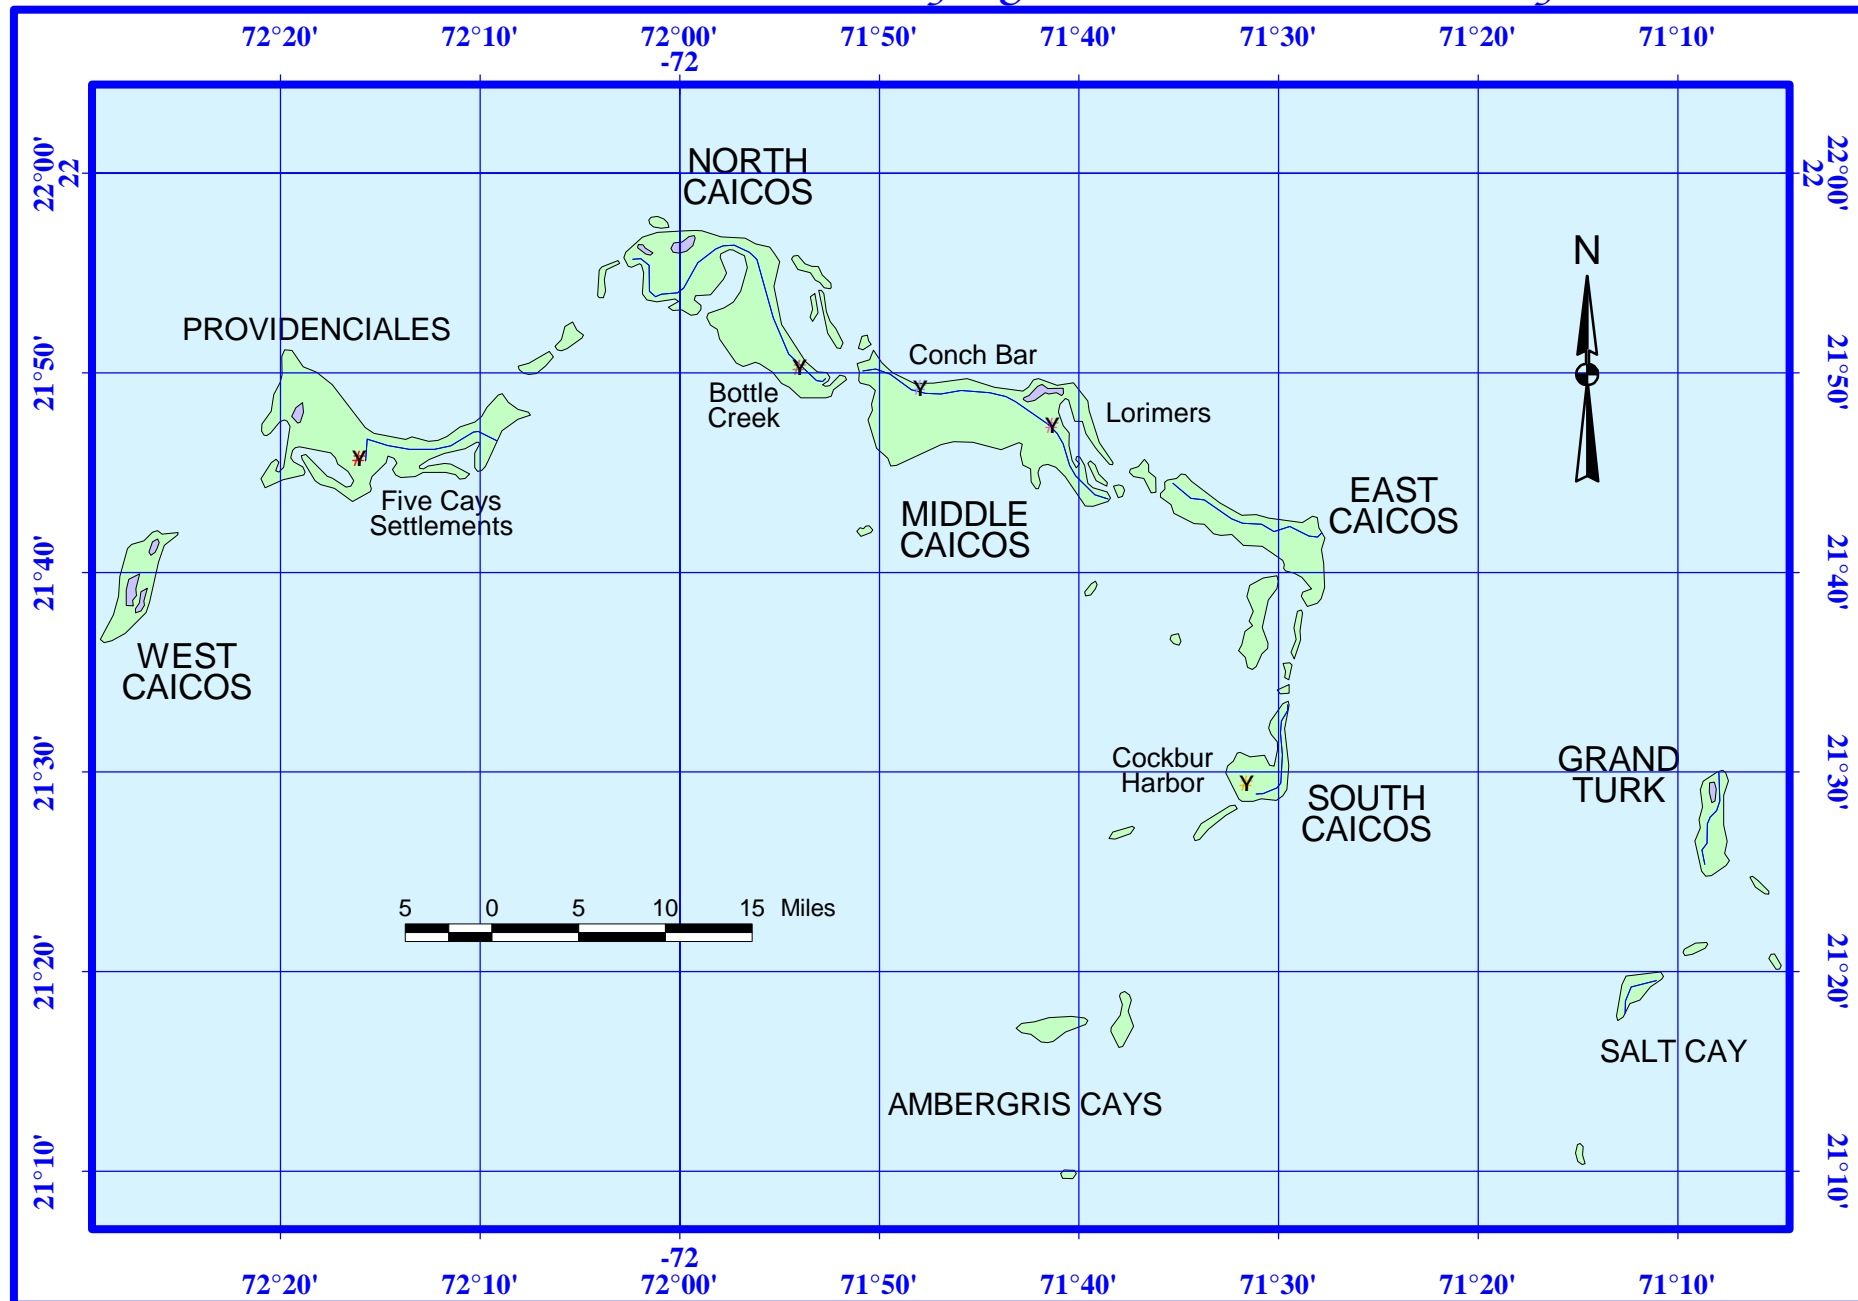 72°20' 72°10' 72°00' 71°50' 71°40' 71°30' 71°20' 71°10'
-72
22°00'
22
22°00'
22
NORTH
CAICOS
N
PROVIDENCIALES
21°50'
21°50'
Conch Bar
Bottle
Creek
Lorimers
Y
Y
Y
Y
Five Cays
Settlements
MIDDLE
CAICOS
EAST
CAICOS
21°40'
21°40'
WEST
CAICOS
Cockbur
Harbor
Y
21°30'
21°30'
GRAND
TURK
SOUTH
CAICOS
5 0 5 10 15 Miles
21°20'
21°20'
SALT CAY
AMBERGRIS CAYS
21°10'
21°10'
-72
72°20' 72°10' 72°00' 71°50' 71°40' 71°30' 71°20' 71°10'